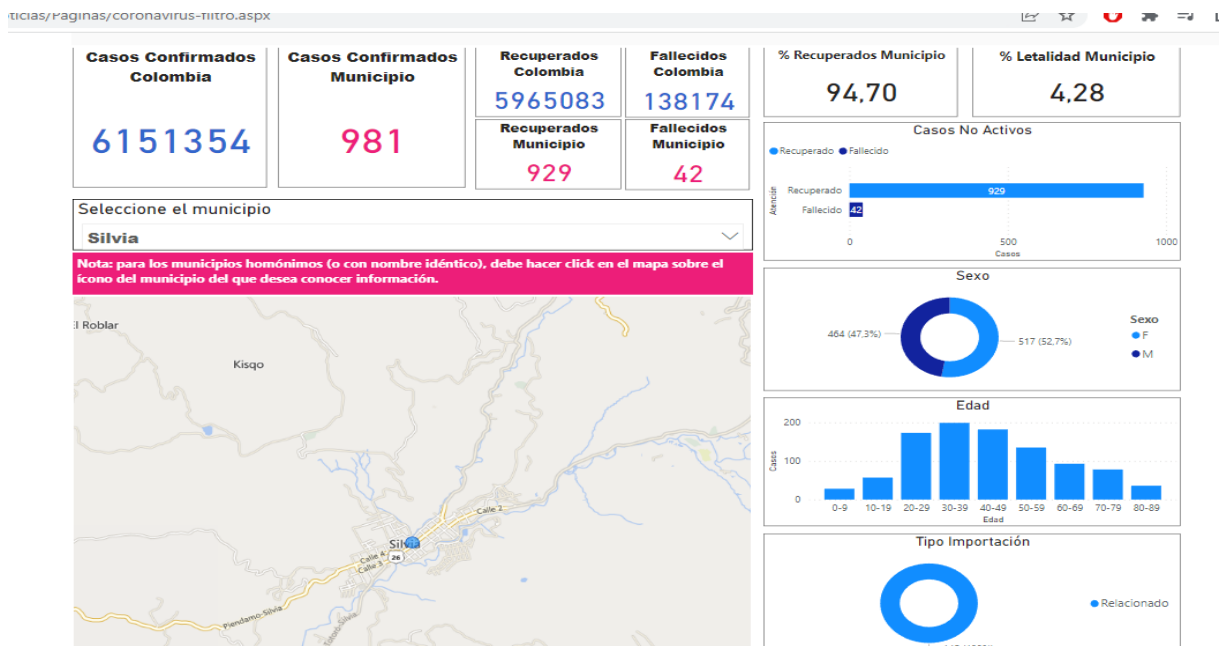 Paginas/coronavirus-filtro.aspx
Casos Confirmados
Colombia
6151354
Casos Confirmados
Municipio
981
Recuperados
Colombia
5965083
Fallecidos
Colombia
138174
Recuperados
Municipio
929
Fallecidos
Municipio
42
% Recuperados Municipio
94,70
% Letalidad Municipio
4,28
Seleccione el municipio
Silvia
Nota: para los municipios homónimos (o con nombre idéntico), debe hacer click en el mapa sobre el
ícono del municipio del que desea conocer información.
El Roblar
Kisgo
Calle 2
Silvia
Calle 4
26
Calle 3
Piendamo-Silvia
Totoró-Silvia
Casos No Activos
Recuperado Fallecido
Atención
Recuperado 929
Fallecido 42
0 500 1000
Casos
Sexo
464 (47,3%)
517 (52,7%)
Sexo
F
M
Edad
Casos
200
100
0
0-9 10-19 20-29 30-39 40-49 50-59 60-69 70-79 80-89
Edad
Tipo Importación
Relacionado